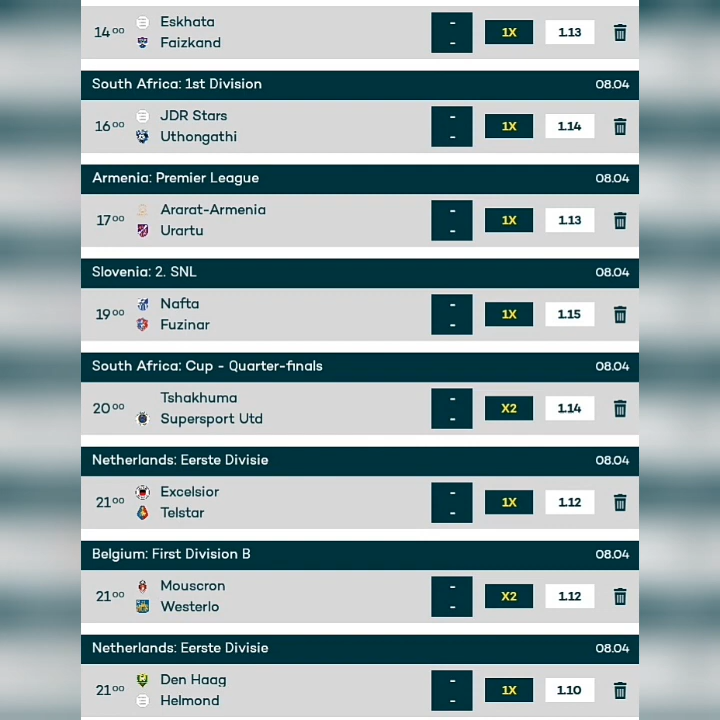 14 00 Eskhata - 1X 1.13
Faizkand -
South Africa: 1st Division 08.04
16 00 JDR Stars - 1X 1.14
Uthongathi -
Armenia: Premier League 08.04
17 00 Ararat-Armenia - 1X 1.13
Urartu -
Slovenia: 2. SNL 08.04
19 00 Nafta - 1X 1.15
Fuzinar -
South Africa: Cup - Quarter-finals 08.04
20 00 Tshakhuma - X2 1.14
Supersport Utd -
Netherlands: Eerste Divisie 08.04
21 00 Excelsior - 1X 1.12
Telstar -
Belgium: First Division B 08.04
21 00 Mouscron - X2 1.12
Westerlo -
Netherlands: Eerste Divisie 08.04
21 00 Den Haag - 1X 1.10
Helmond -